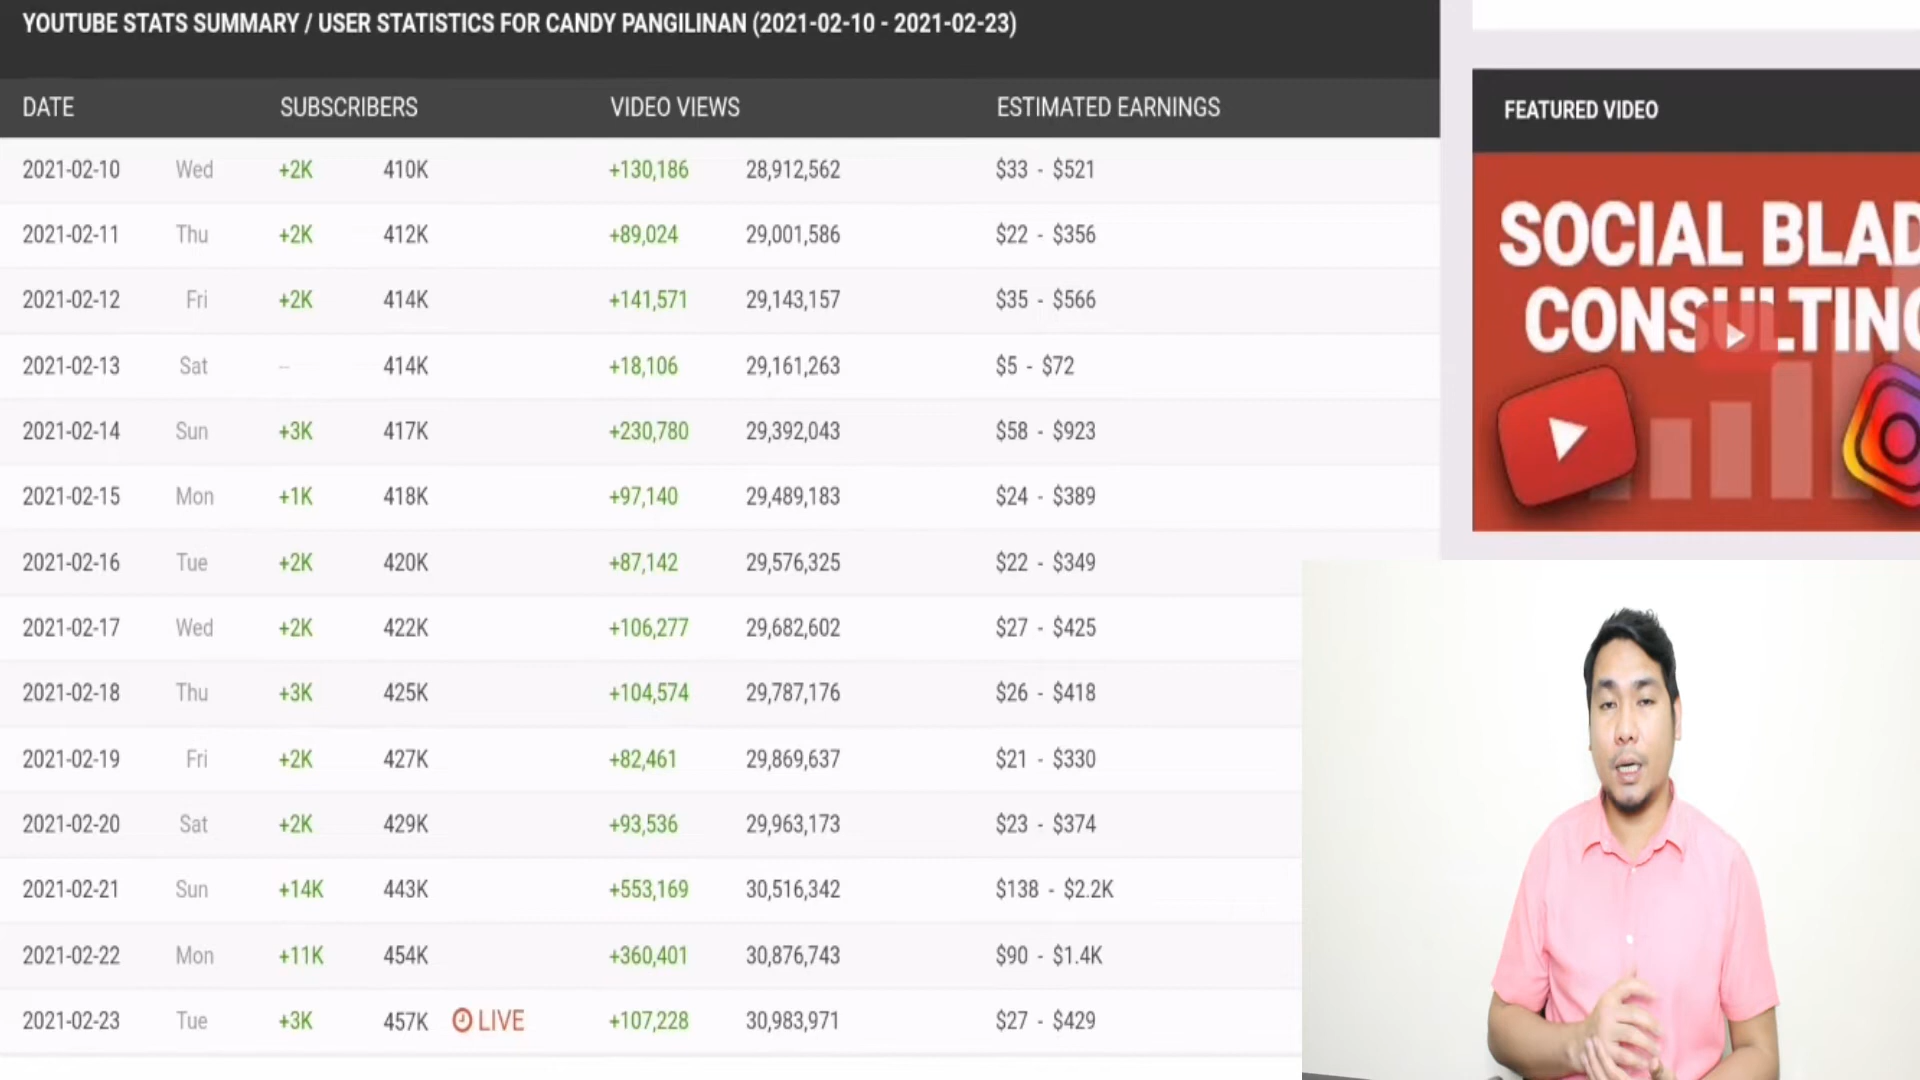 YOUTUBE STATS SUMMARY / USER STATISTICS FOR CANDY PANGILINAN (2021-02-10 - 2021-02-23)
DATE SUBSCRIBERS VIDEO VIEWS ESTIMATED EARNINGS
2021-02-10 Wed +2K 410K +130,186 28,912,562 $33 - $521
2021-02-11 Thu +2K 412K +89,024 29,001,586 $22 - $356
2021-02-12 Fri +2K 414K +141,571 29,143,157 $35 - $566
2021-02-13 Sat -- 414K +18,106 29,161,263 $5 - $72
2021-02-14 Sun +3K 417K +230,780 29,392,043 $58 - $923
2021-02-15 Mon +1K 418K +97,140 29,489,183 $24 - $389
2021-02-16 Tue +2K 420K +87,142 29,576,325 $22 - $349
2021-02-17 Wed +2K 422K +106,277 29,682,602 $27 - $425
2021-02-18 Thu +3K 425K +104,574 29,787,176 $26 - $418
2021-02-19 Fri +2K 427K +82,461 29,869,637 $21 - $330
2021-02-20 Sat +2K 429K +93,536 29,963,173 $23 - $374
2021-02-21 Sun +14K 443K +553,169 30,516,342 $138 - $2.2K
2021-02-22 Mon +11K 454K +360,401 30,876,743 $90 - $1.4K
2021-02-23 Tue +3K 457K LIVE +107,228 30,983,971 $27 - $429
FEATURED VIDEO
SOCIAL BLAD
CONSULTING